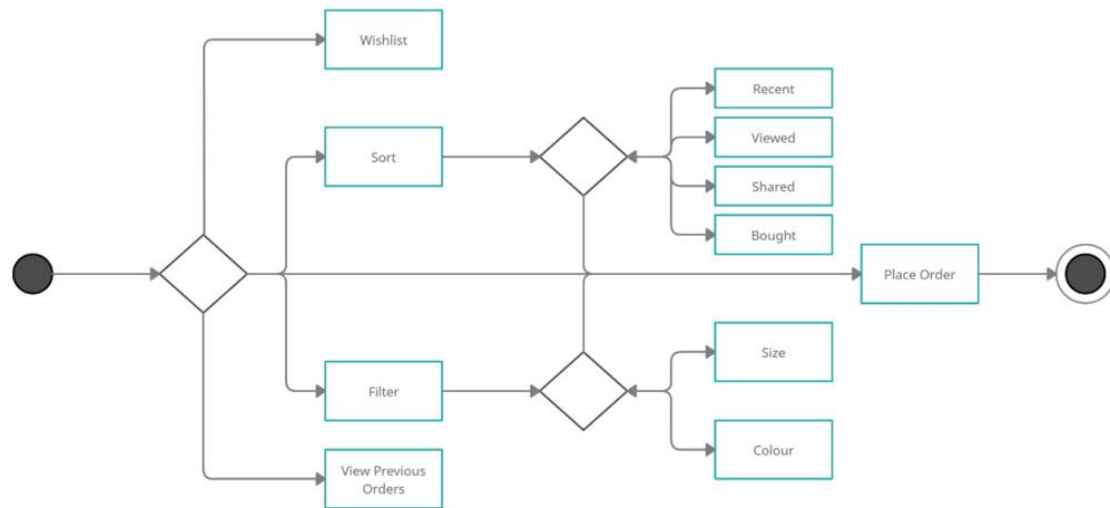 Wishlist
Recent
Viewed
Sort
Shared
Bought
Place Order
Size
Filter
Colour
View Previous
Orders